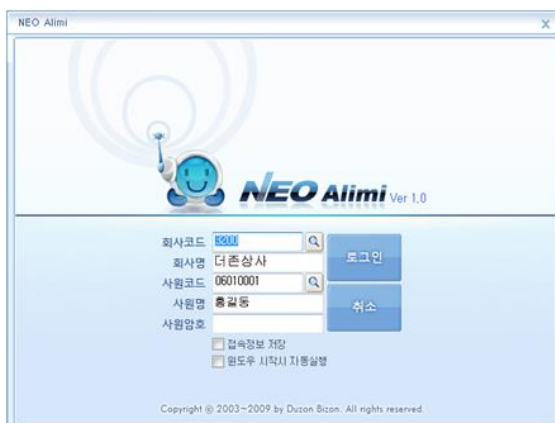 NEO Alimi
NEO Alimi Ver 1.0
회사코드 3200
회사명 더존상사
사원코드 06010001
사원명 홍길동
사원암호
로그인
취소
접속정보 저장
윈도우 시작시 자동실행
Copyright © 2003~2009 by Duzon Bizon. All rights reserved.